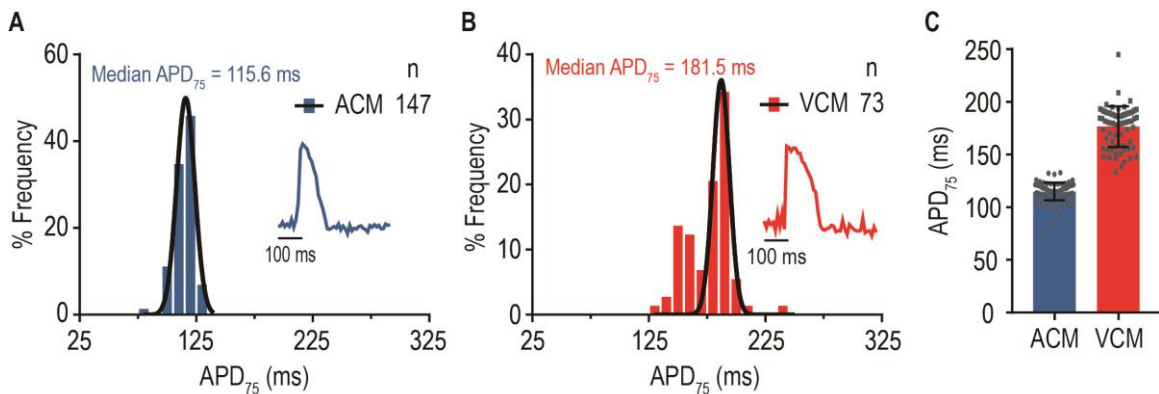 A
60
40
20
0
% Frequency
Median APD75 = 115.6 ms
n
ACM 147
100 ms
25 125 225 325
APD75 (ms)
B
40
30
20
10
0
% Frequency
Median APD75 = 181.5 ms
n
VCM 73
100 ms
25 125 225 325
APD75 (ms)
C
250
200
150
100
50
0
APD75 (ms)
ACM VCM